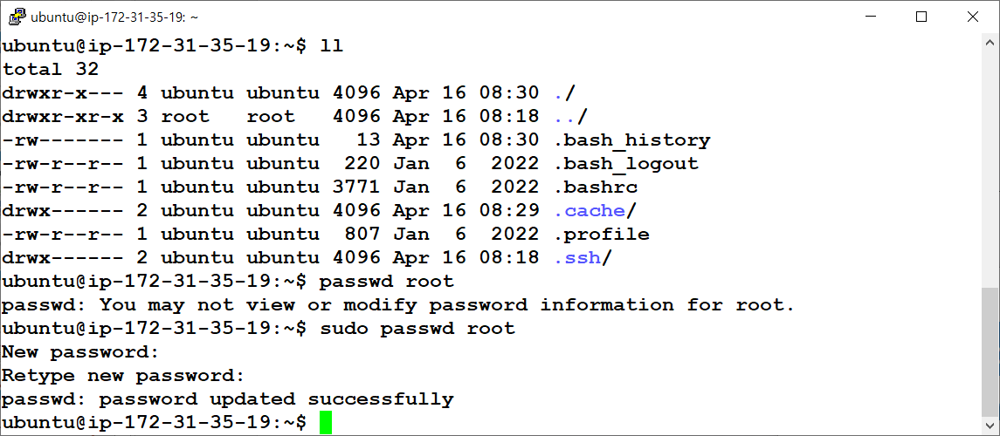 ubuntu@ip-172-31-35-19: ~
ubuntu@ip-172-31-35-19:~$ ll
total 32
drwxr-x--- 4 ubuntu ubuntu 4096 Apr 16 08:30 ./
drwxr-xr-x 3 root   root   4096 Apr 16 08:18 ../
-rw------- 1 ubuntu ubuntu   13 Apr 16 08:30 .bash_history
-rw-r--r-- 1 ubuntu ubuntu  220 Jan  6  2022 .bash_logout
-rw-r--r-- 1 ubuntu ubuntu 3771 Jan  6  2022 .bashrc
drwx------ 2 ubuntu ubuntu 4096 Apr 16 08:29 .cache/
-rw-r--r-- 1 ubuntu ubuntu  807 Jan  6  2022 .profile
drwx------ 2 ubuntu ubuntu 4096 Apr 16 08:18 .ssh/
ubuntu@ip-172-31-35-19:~$ passwd root
passwd: You may not view or modify password information for root.
ubuntu@ip-172-31-35-19:~$ sudo passwd root
New password:
Retype new password:
passwd: password updated successfully
ubuntu@ip-172-31-35-19:~$